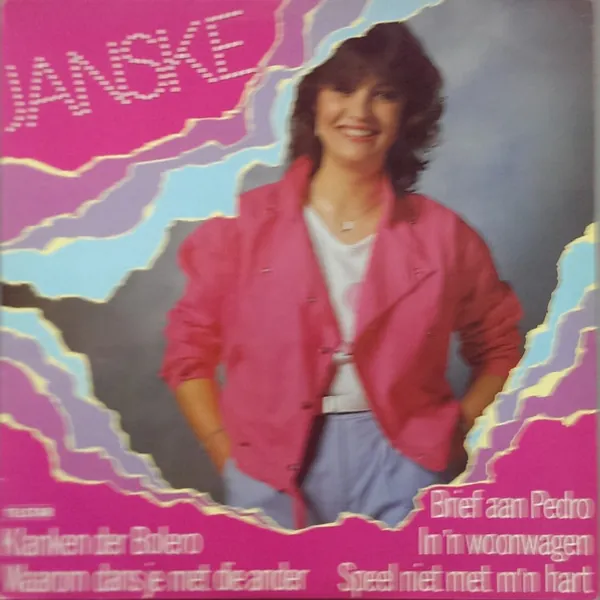 JANSKE
TELSTAR
Klanken der Bolero
Waarom dans je met die ander
Brief aan Pedro
In 'n woonwagen
Speel niet met m'n hart